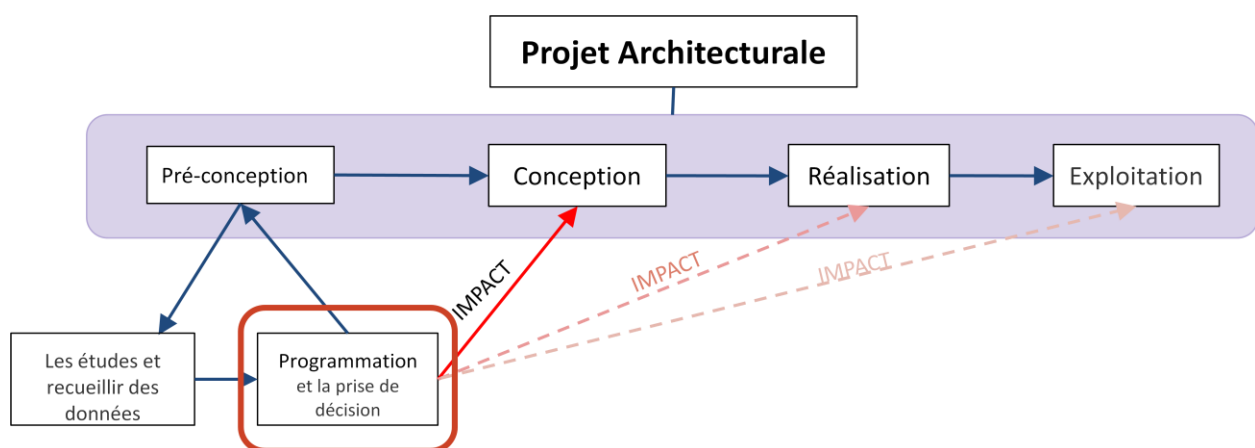 Projet Architecturale
Pré-conception
Conception
Réalisation
Exploitation
IMPACT
IMPACT
IMPACT
Les études et
recueillir des
données
Programmation
et la prise de
décision